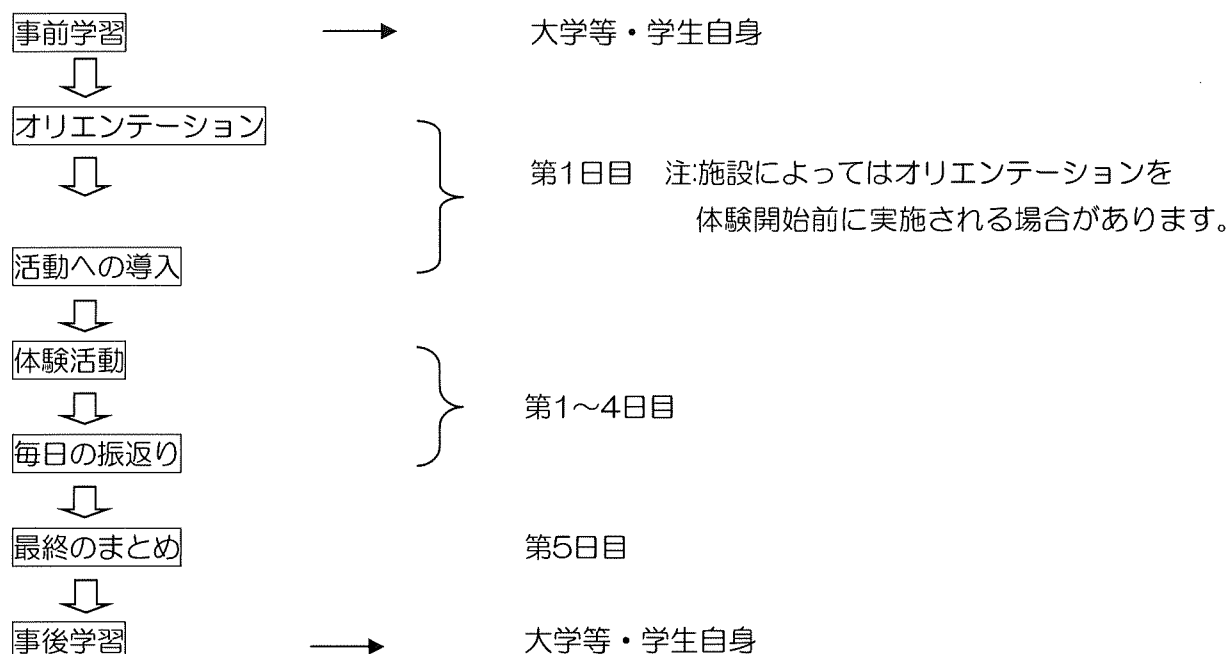 事前学習
大学等・学生自身
オリエンテーション
第1日目 注:施設によってはオリエンテーションを
体験開始前に実施される場合があります。
活動への導入
体験活動
第1～4日目
毎日の振返り
最終のまとめ
第5日目
事後学習
大学等・学生自身